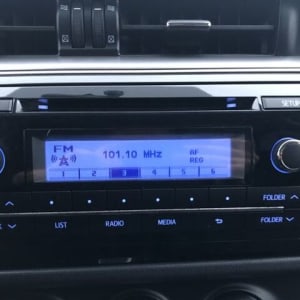 SETUP
FM 101.10 MHz AF
REG
1 2 3 4 5 6
FOLDER
LIST RADIO MEDIA FOLDER